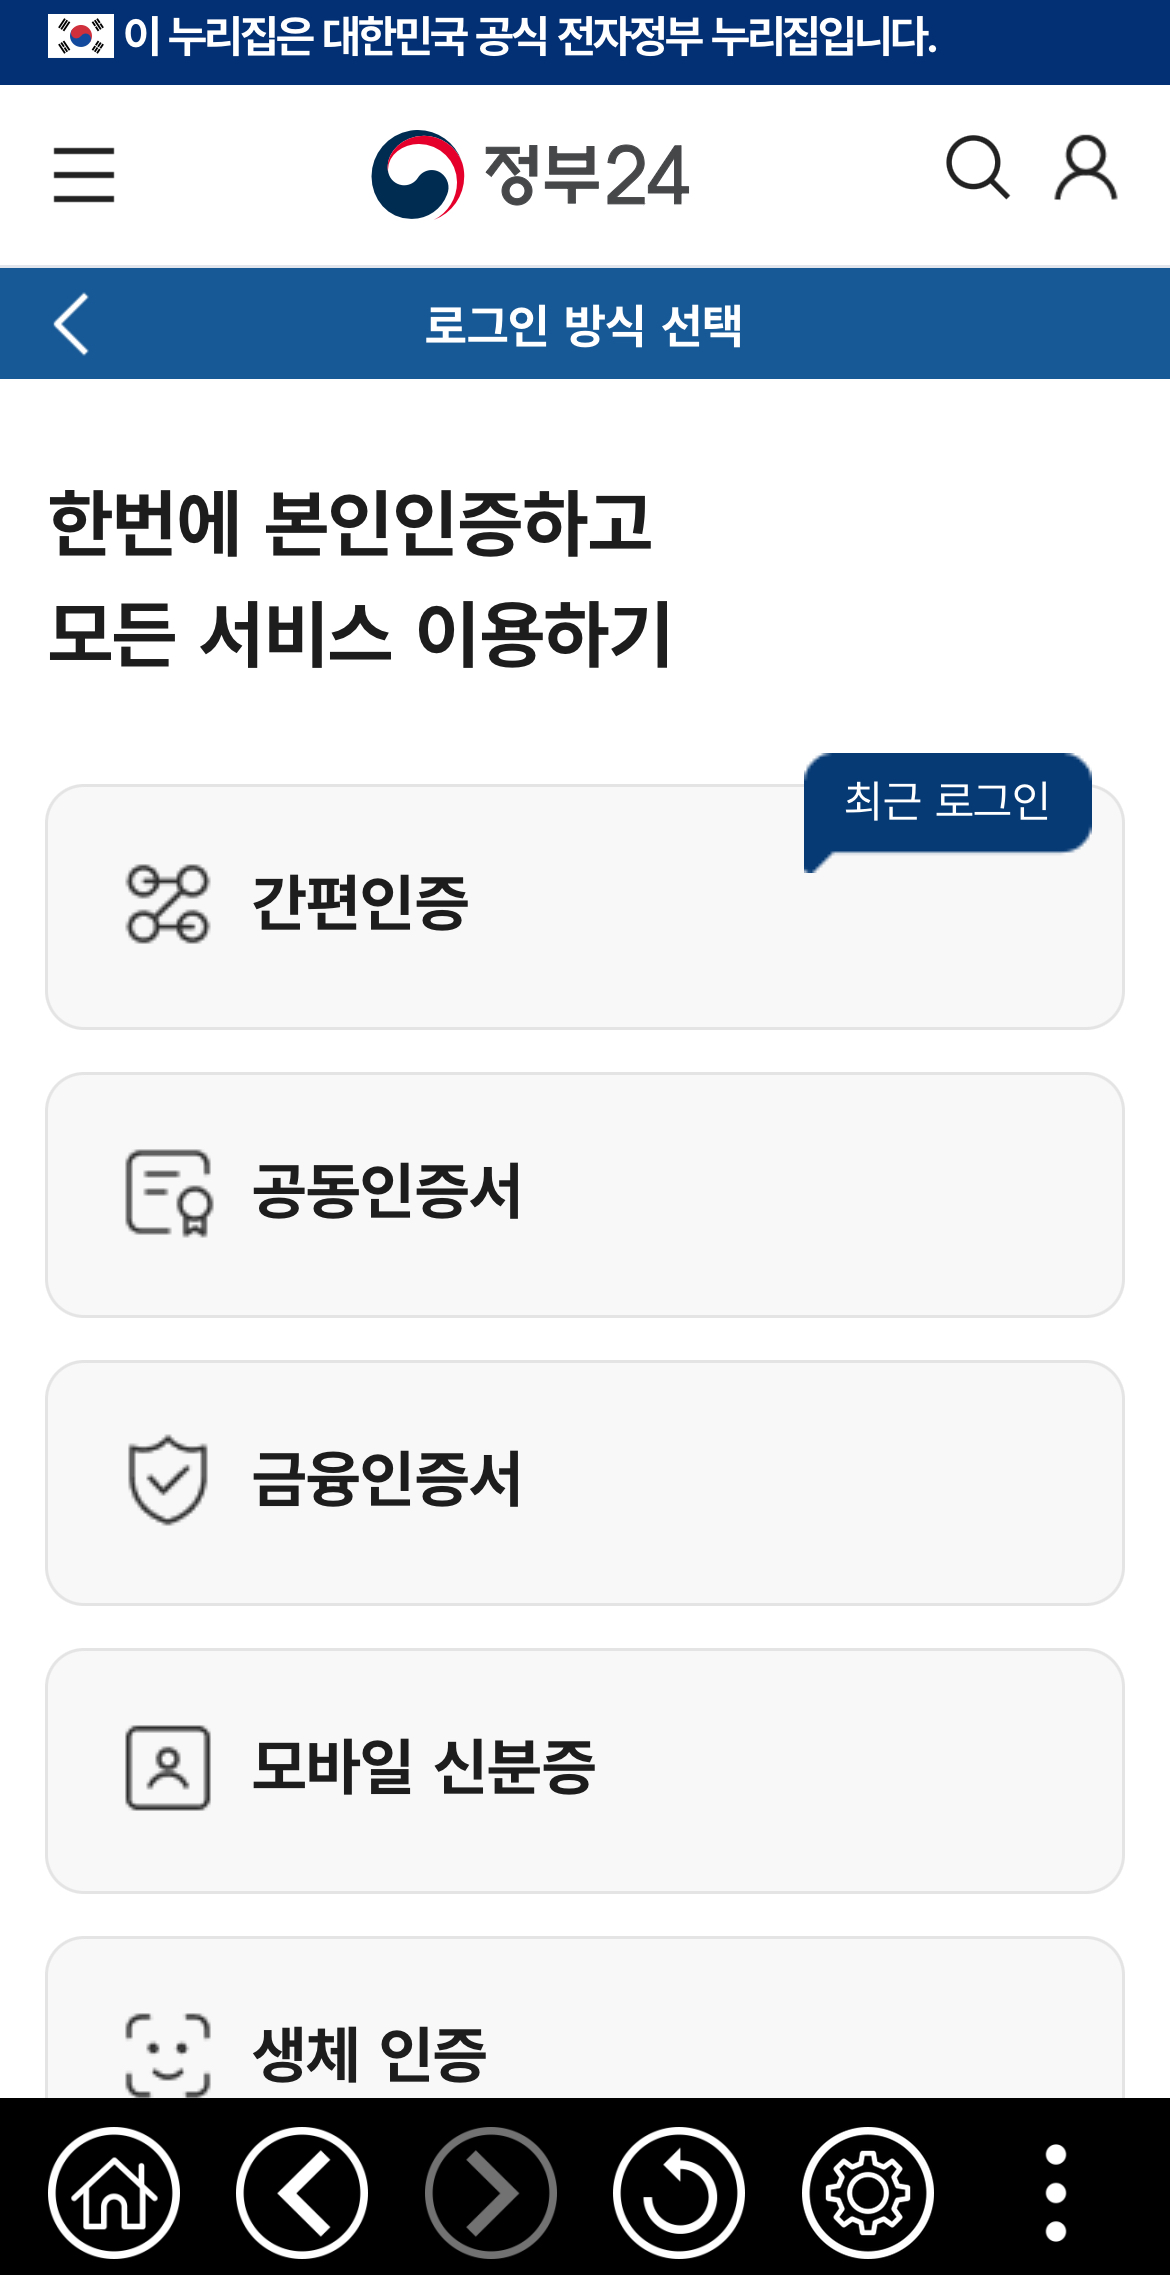 이 누리집은 대한민국 공식 전자정부 누리집입니다.
정부24
로그인 방식 선택
한번에 본인인증하고
모든 서비스 이용하기
최근 로그인
간편인증
공동인증서
금융인증서
모바일 신분증
생체 인증